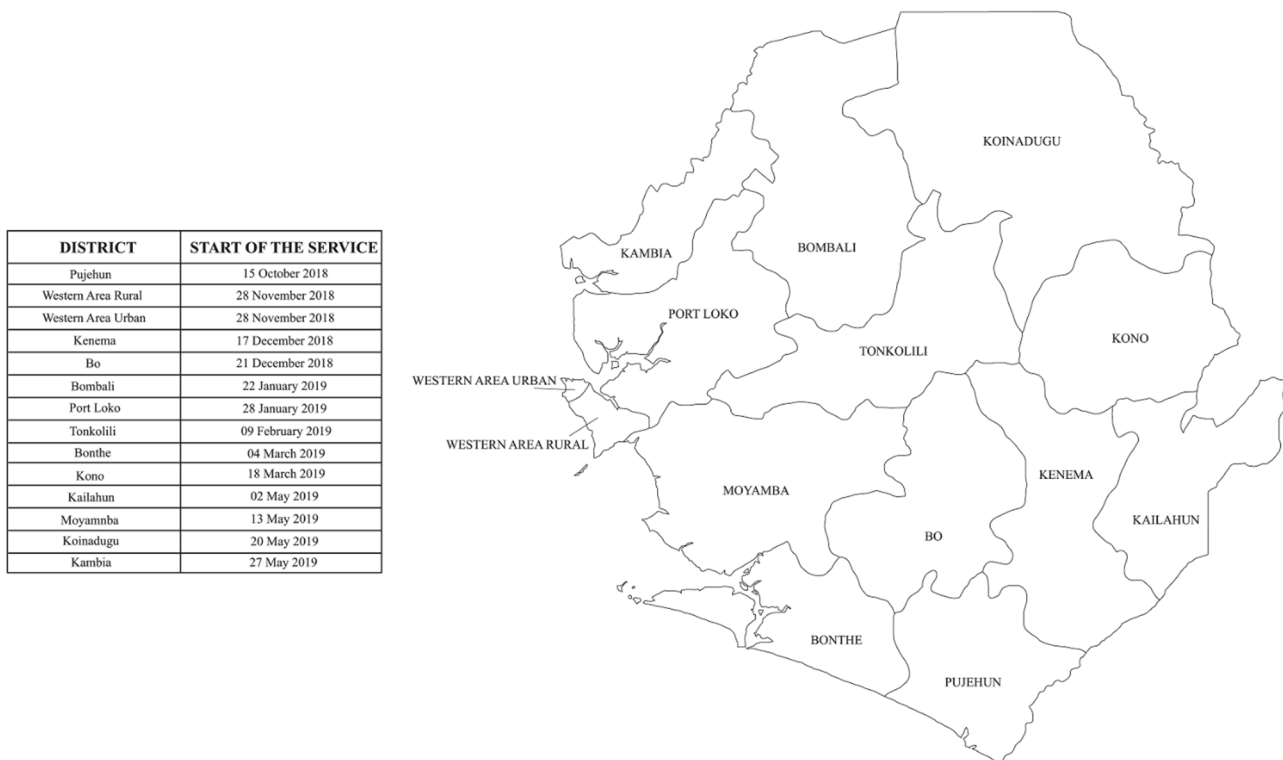 DISTRICT START OF THE SERVICE
Pujehun 15 October 2018
Western Area Rural 28 November 2018
Western Area Urban 28 November 2018
Kenema 17 December 2018
Bo 21 December 2018
Bombali 22 January 2019
Port Loko 28 January 2019
Tonkolili 09 February 2019
Bonthe 04 March 2019
Kono 18 March 2019
Kailahun 02 May 2019
Moyamnba 13 May 2019
Koinadugu 20 May 2019
Kambia 27 May 2019
KOINADUGU
BOMBALI
KAMBIA
PORT LOKO
KONO
TONKOLILI
WESTERN AREA URBAN
WESTERN AREA RURAL
KENEMA
MOYAMBA
KAILAHUN
BO
BONTHE
PUJEHUN